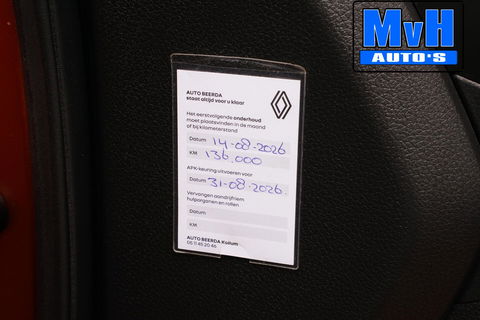 MvH
AUTO'S
AUTO BEERDA
staat altijd voor u klaar
Het eerstvolgende onderhoud
moet plaatsvinden in de maand
of bij kilometerstand
Datum 14-08-2026
KM 136.000
APK-keuring uitvoeren voor
Datum 31-08-2026.
Vervangen aandrijfriem
hulporganen en rollen
Datum
KM
AUTO BEERDA Kollum